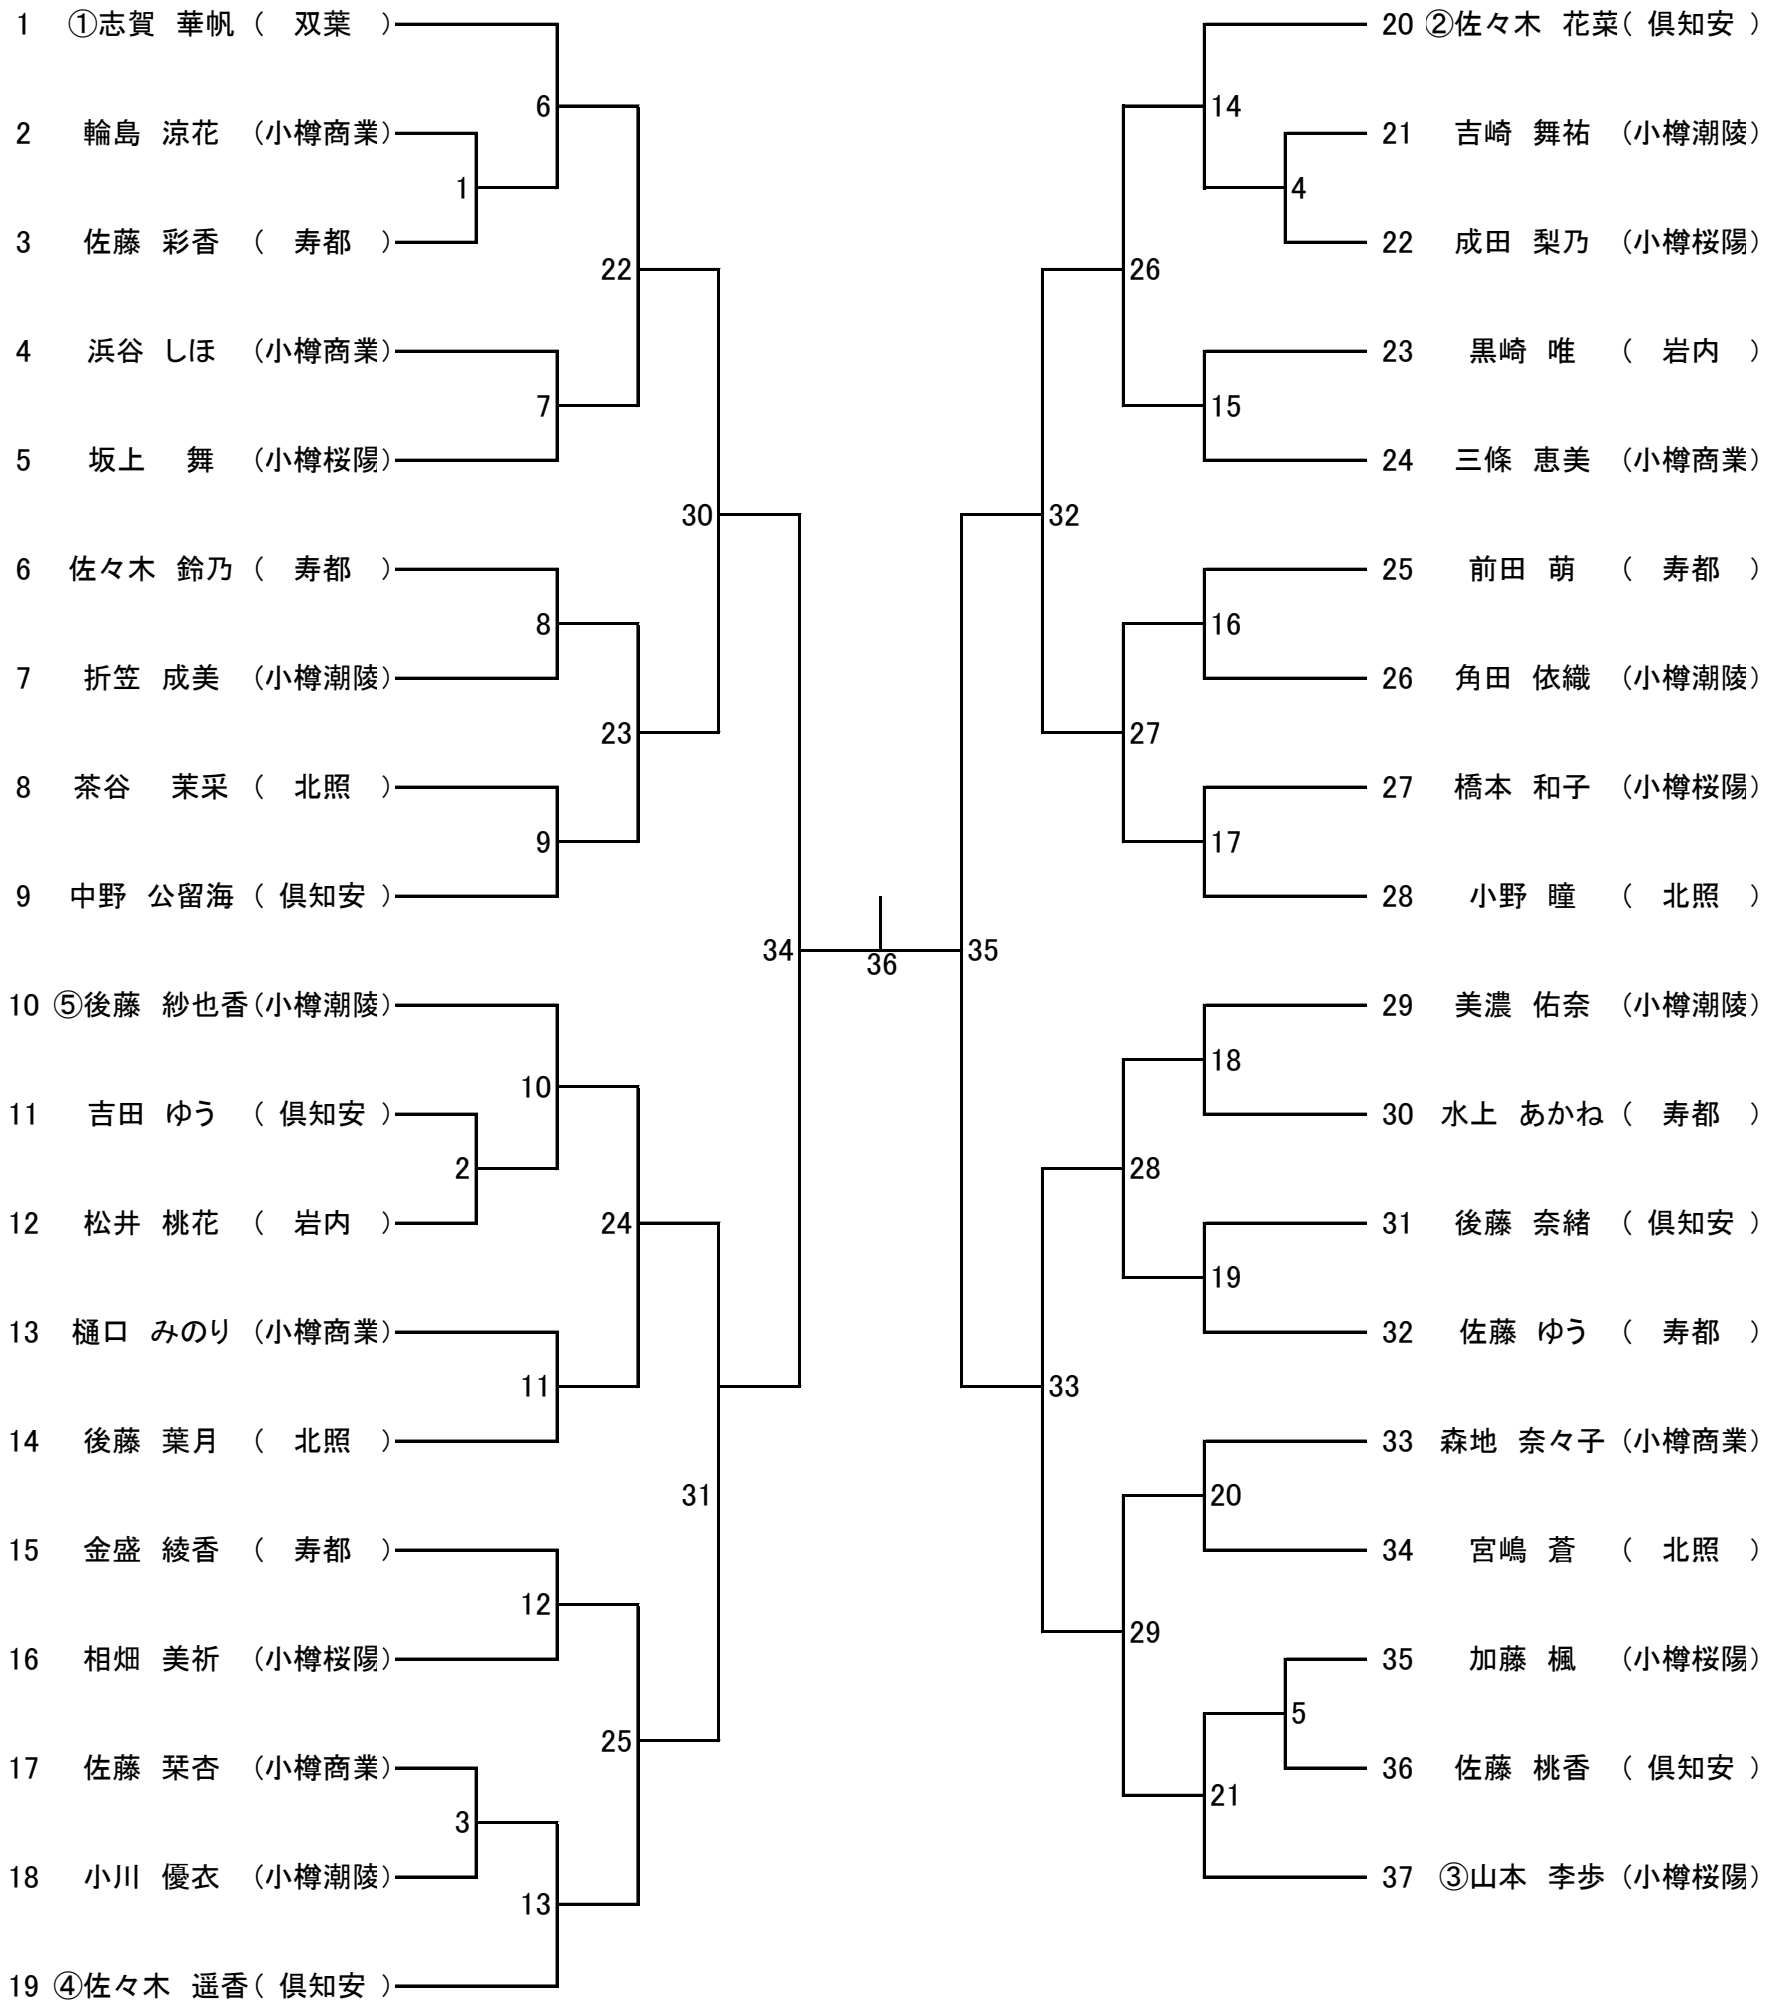 1 ①志賀 華帆 ( 双葉 )
6
2 輪島 涼花 (小樽商業)
1
3 佐藤 彩香 ( 寿都 )
22
4 浜谷 しほ (小樽商業)
7
5 坂上 舞 (小樽桜陽)
30
6 佐々木 鈴乃 ( 寿都 )
8
7 折笠 成美 (小樽潮陵)
23
8 茶谷 茉采 ( 北照 )
9
9 中野 公留海 ( 倶知安 )
34
10 ⑤後藤 紗也香(小樽潮陵)
10
11 吉田 ゆう ( 倶知安 )
2
12 松井 桃花 ( 岩内 )
24
13 樋口 みのり (小樽商業)
11
14 後藤 葉月 ( 北照 )
31
15 金盛 綾香 ( 寿都 )
12
16 相畑 美祈 (小樽桜陽)
25
17 佐藤 栞杏 (小樽商業)
3
18 小川 優衣 (小樽潮陵)
13
19 ④佐々木 遥香( 倶知安 )
36
20 ②佐々木 花菜( 倶知安 )
14
21 吉崎 舞祐 (小樽潮陵)
4
22 成田 梨乃 (小樽桜陽)
26
23 黒崎 唯 ( 岩内 )
15
24 三條 恵美 (小樽商業)
32
25 前田 萌 ( 寿都 )
16
26 角田 依織 (小樽潮陵)
27
27 橋本 和子 (小樽桜陽)
17
28 小野 瞳 ( 北照 )
35
29 美濃 佑奈 (小樽潮陵)
18
30 水上 あかね ( 寿都 )
28
31 後藤 奈緒 ( 倶知安 )
19
32 佐藤 ゆう ( 寿都 )
33
33 森地 奈々子 (小樽商業)
20
34 宮嶋 蒼 ( 北照 )
29
35 加藤 楓 (小樽桜陽)
5
36 佐藤 桃香 ( 倶知安 )
21
37 ③山本 李歩 (小樽桜陽)